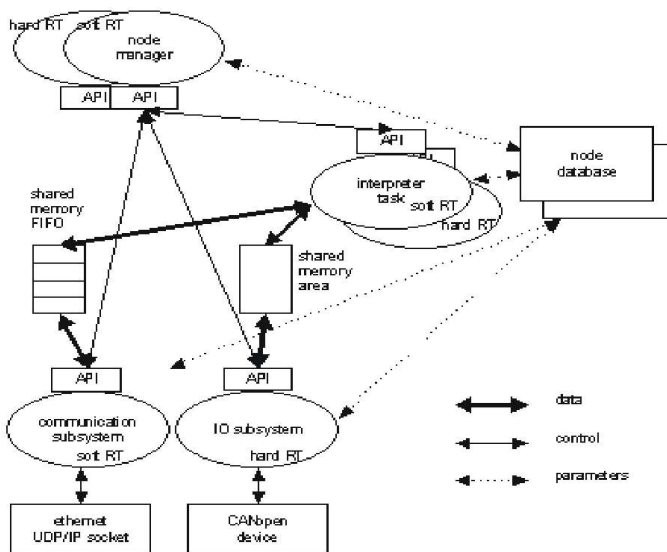 hard RT soft RT
node
manager
API API
API
interpreter
task
soft RT
hard RT
node
database
shared
memory
FIFO
shared
memory
area
API
API
communication
subsystem
soft RT
IO subsystem
hard RT
data
control
parameters
ethernet
UDP/IP socket
CANopen
device